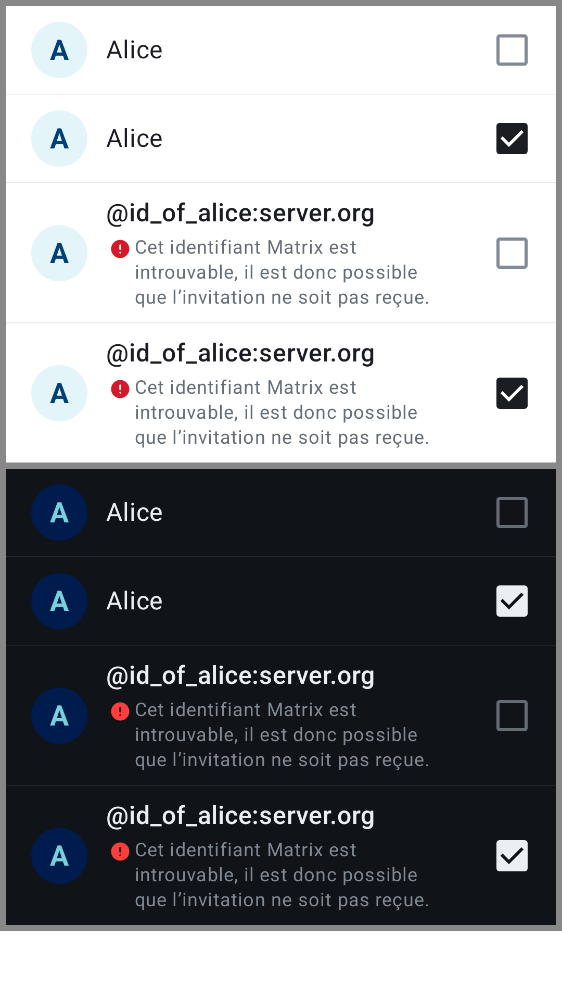 A Alice
A Alice
@id_of_alice:server.org
A Cet identifiant Matrix est
introuvable, il est donc possible
que l’invitation ne soit pas reçue.
@id_of_alice:server.org
A Cet identifiant Matrix est
introuvable, il est donc possible
que l’invitation ne soit pas reçue.
A Alice
A Alice
@id_of_alice:server.org
A Cet identifiant Matrix est
introuvable, il est donc possible
que l’invitation ne soit pas reçue.
@id_of_alice:server.org
A Cet identifiant Matrix est
introuvable, il est donc possible
que l’invitation ne soit pas reçue.